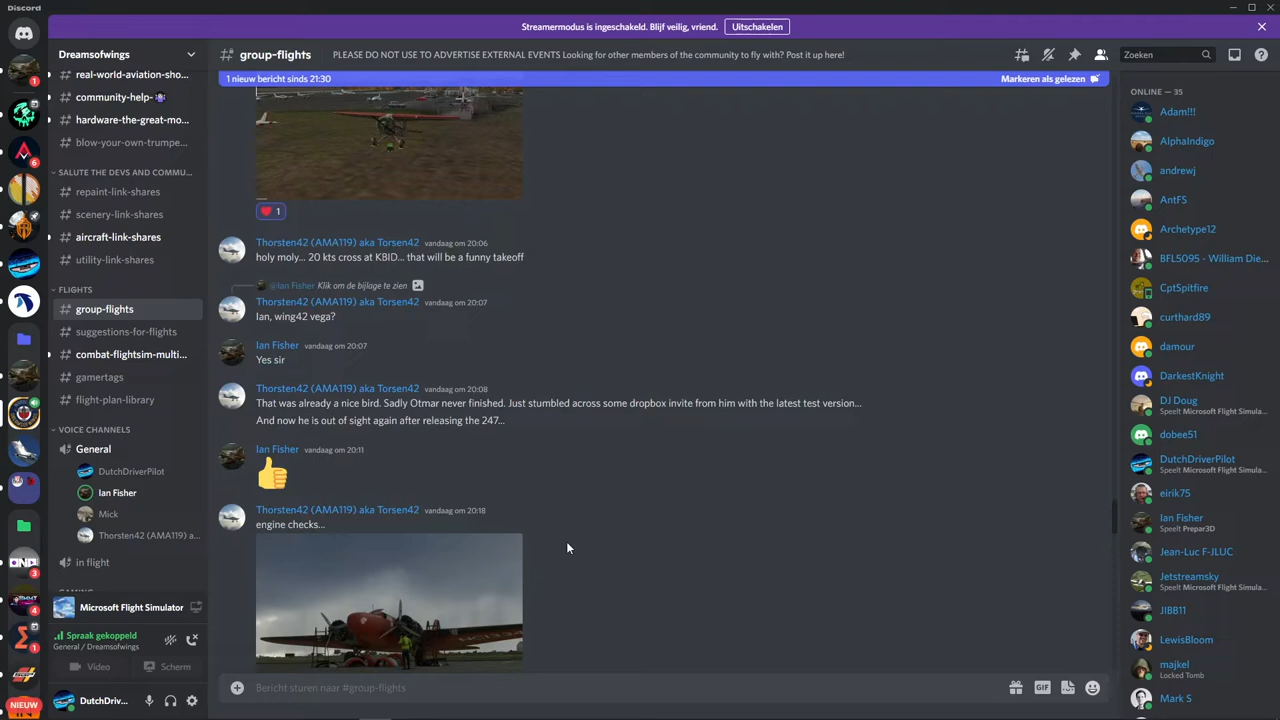 Discord
Streamermodus is ingeschakeld. Blijf veilig, vriend.
Uitschakelen
Dreamsofwings
group-flights
PLEASE DO NOT USE TO ADVERTISE EXTERNAL EVENTS Looking for other members of the community to fly with? Post it up here!
Zoeken
1 nieuw bericht sinds 21:30
Markeren als gelezen
real-world-aviation-sho...
community-help-
hardware-the-great-mo...
blow-your-own-trumpe...
SALUTE THE DEVS AND COMMU...
repaint-link-shares
scenery-link-shares
aircraft-link-shares
utility-link-shares
FLIGHTS
group-flights
suggestions-for-flights
combat-flightsim-multi...
gamertags
flight-plan-library
VOICE CHANNELS
General
DutchDriverPilot
Ian Fisher
Mick
Thorsten42 (AMA119) a...
in flight
Microsoft Flight Simulator
Spraak gekoppeld
General / Dreamsofwings
Video
Scherm
DutchDriv...
1
6
3
4
1
NIEUW
1
Thorsten42 (AMA119) aka Torsen42 vandaag om 20:06
holy moly... 20 kts cross at KBID... that will be a funny takeoff
@Ian Fisher Klik om de bijlage te zien
Thorsten42 (AMA119) aka Torsen42 vandaag om 20:07
Ian, wing42 vega?
Ian Fisher vandaag om 20:07
Yes sir
Thorsten42 (AMA119) aka Torsen42 vandaag om 20:08
That was already a nice bird. Sadly Otmar never finished. Just stumbled across some dropbox invite from him with the latest test version...
And now he is out of sight again after releasing the 247...
Ian Fisher vandaag om 20:11
Thorsten42 (AMA119) aka Torsen42 vandaag om 20:18
engine checks...
Bericht sturen naar #group-flights
GIF
ONLINE — 35
Adam!!!
AlphaIndigo
andrewj
AntFS
Archetype12
BFL5095 - William Die...
CptSpitfire
curthard89
damour
DarkestKnight
DJ Doug
Speelt Microsoft Flight Simula...
dobee51
DutchDriverPilot
Speelt Microsoft Flight Simula...
eirik75
Ian Fisher
Speelt Prepar3D
Jean-Luc F-JLUC
Jetstreamsky
Speelt Microsoft Flight Simula...
JIBB11
LewisBloom
majkel
Locked Tomb
Mark S